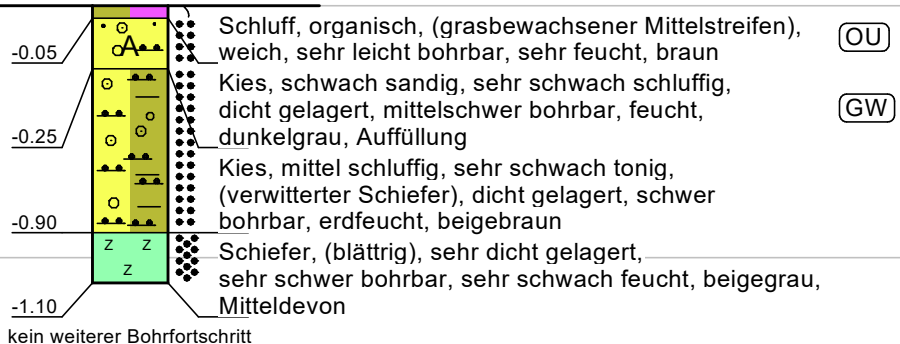 Schluff, organisch, (grasbewachsener Mittelstreifen),
-0.05 weich, sehr leicht bohrbar, sehr feucht, braun
OU
A
Kies, schwach sandig, sehr schwach schluffig,
dicht gelagert, mittelschwer bohrbar, feucht,
GW
-0.25 dunkelgrau, Auffüllung
Kies, mittel schluffig, sehr schwach tonig,
(verwitterter Schiefer), dicht gelagert, schwer
-0.90 bohrbar, erdfeucht, beigebraun
z z
Schiefer, (blättrig), sehr dicht gelagert,
z
sehr schwer bohrbar, sehr schwach feucht, beigegrau,
-1.10 Mitteldevon
kein weiterer Bohrfortschritt